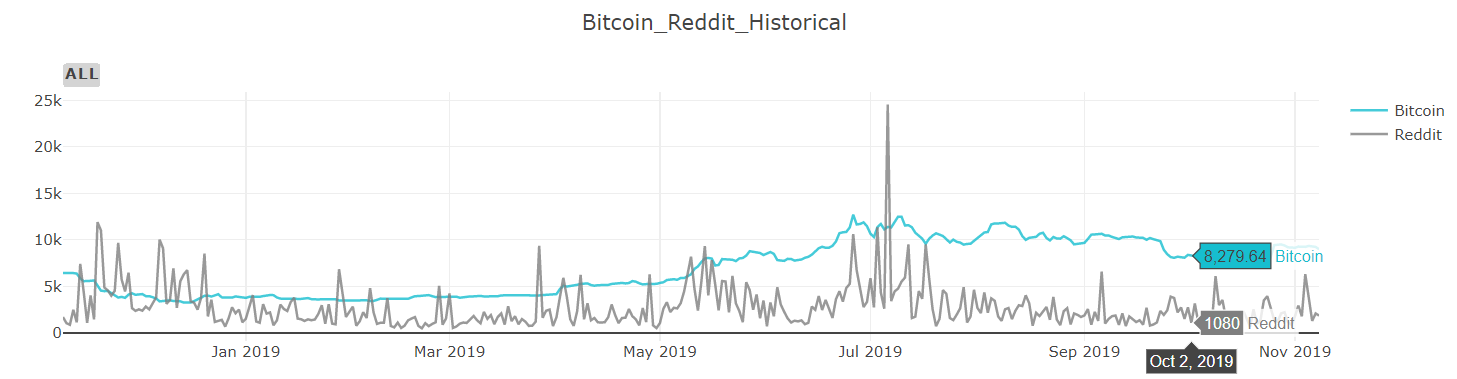 Bitcoin_Reddit_Historical
ALL
25k
20k
15k
10k
5k
0
Bitcoin
Reddit
8,279.64 Bitcoin
1080 Reddit
Jan 2019 Mar 2019 May 2019 Jul 2019 Sep 2019 Nov 2019
Oct 2, 2019